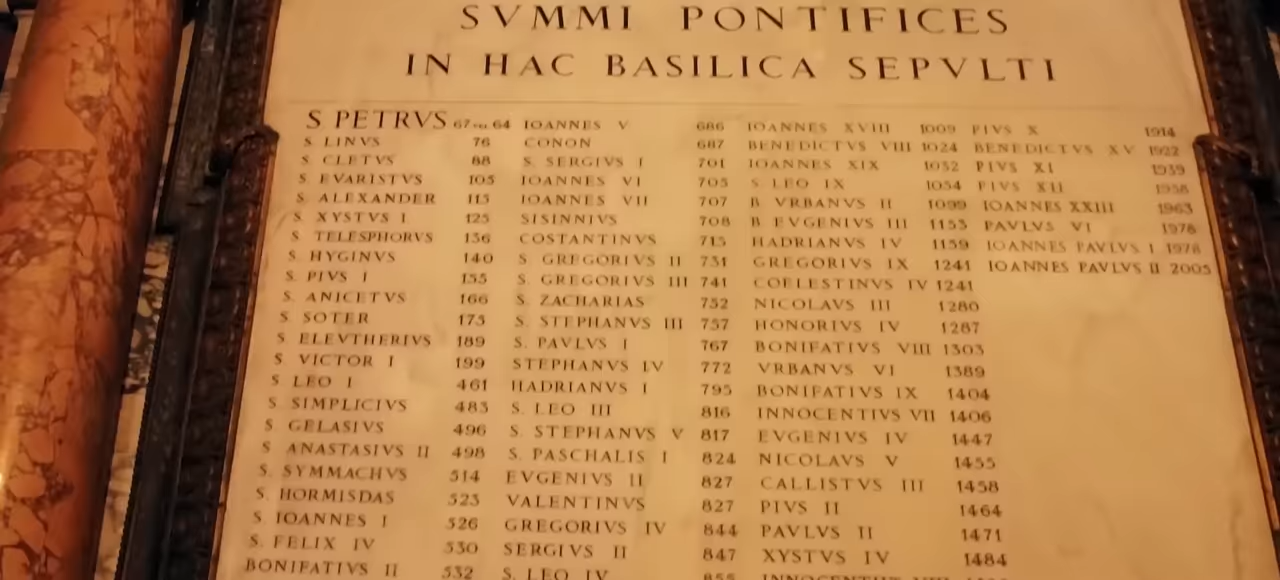 SVMMI PONTIFICES
IN HAC BASILICA SEPVLTI
S PETRVS 67 64
S LINVS 76
S CLETVS 88
S EVARISTVS 105
S ALEXANDER 115
S XYSTVS I 125
S TELESPHORVS 136
S HYGINVS 140
S PIVS I 155
S ANICETVS 166
S SOTER 175
S ELEVTHERIVS 189
S VICTOR I 199
S LEO I 461
S SIMPLICIVS 483
S GELASIVS 496
S ANASTASIVS II 498
S. SYMMACHVS 514
S. HORMISDAS 523
S IOANNES I 526
S. FELIX IV 530
BONIFATIVS II 532
IOANNES V 686
CONON 687
S. SERGIVS I 701
IOANNES VI 705
IOANNES VII 707
SISINNIVS 708
COSTANTINVS 715
S GREGORIVS II 731
S GREGORIVS III 741
S. ZACHARIAS 752
S. STEPHANVS III 757
S. PAVLVS I 767
STEPHANVS IV 772
HADRIANVS I 795
S. LEO III 816
S. STEPHANVS V 817
S. PASCHALIS I 824
EVGENIVS II 827
VALENTINVS 827
GREGORIVS IV 844
SERGIVS II 847
S. LEO IV 855
IOANNES XVIII 1009
BENEDICTVS VIII 1024
IOANNES XIX 1032
S LEO IX 1054
B VRBANVS II 1099
B EVGENIVS III 1153
HADRIANVS IV 1159
GREGORIVS IX 1241
COELESTINVS IV 1241
NICOLAVS III 1280
HONORIVS IV 1287
BONIFATIVS VIII 1303
VRBANVS VI 1389
BONIFATIVS IX 1404
INNOCENTIVS VII 1406
EVGENIVS IV 1447
NICOLAVS V 1455
CALLISTVS III 1458
PIVS II 1464
PAVLVS II 1471
XYSTVS IV 1484
PIVS X 1914
BENEDICTVS XV 1922
PIVS XI 1939
PIVS XII 1958
IOANNES XXIII 1963
PAVLVS VI 1978
IOANNES PAVLVS I 1978
IOANNES PAVLVS II 2005